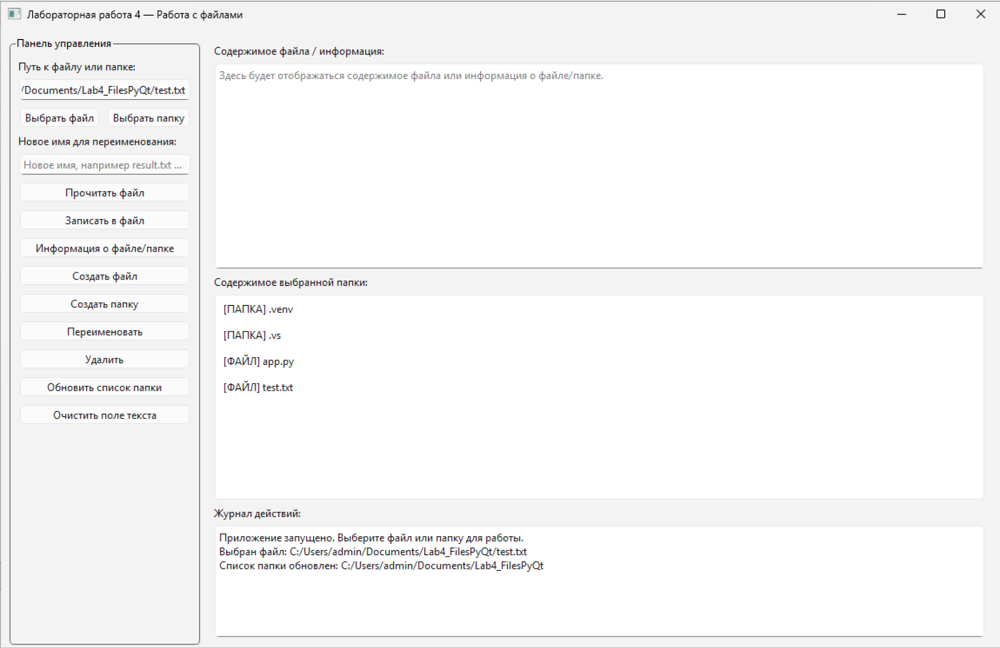 Лабораторная работа 4 — Работа с файлами
Панель управления
Путь к файлу или папке:
/Documents/Lab4_FilesPyQt/test.txt
Выбрать файл
Выбрать папку
Новое имя для переименования:
Новое имя, например result.txt ...
Прочитать файл
Записать в файл
Информация о файле/папке
Создать файл
Создать папку
Переименовать
Удалить
Обновить список папки
Очистить поле текста
Содержимое файла / информация:
Здесь будет отображаться содержимое файла или информация о файле/папке.
Содержимое выбранной папки:
[ПАПКА] .venv
[ПАПКА] .vs
[ФАЙЛ] app.py
[ФАЙЛ] test.txt
Журнал действий:
Приложение запущено. Выберите файл или папку для работы.
Выбран файл: C:/Users/admin/Documents/Lab4_FilesPyQt/test.txt
Список папки обновлен: C:/Users/admin/Documents/Lab4_FilesPyQt